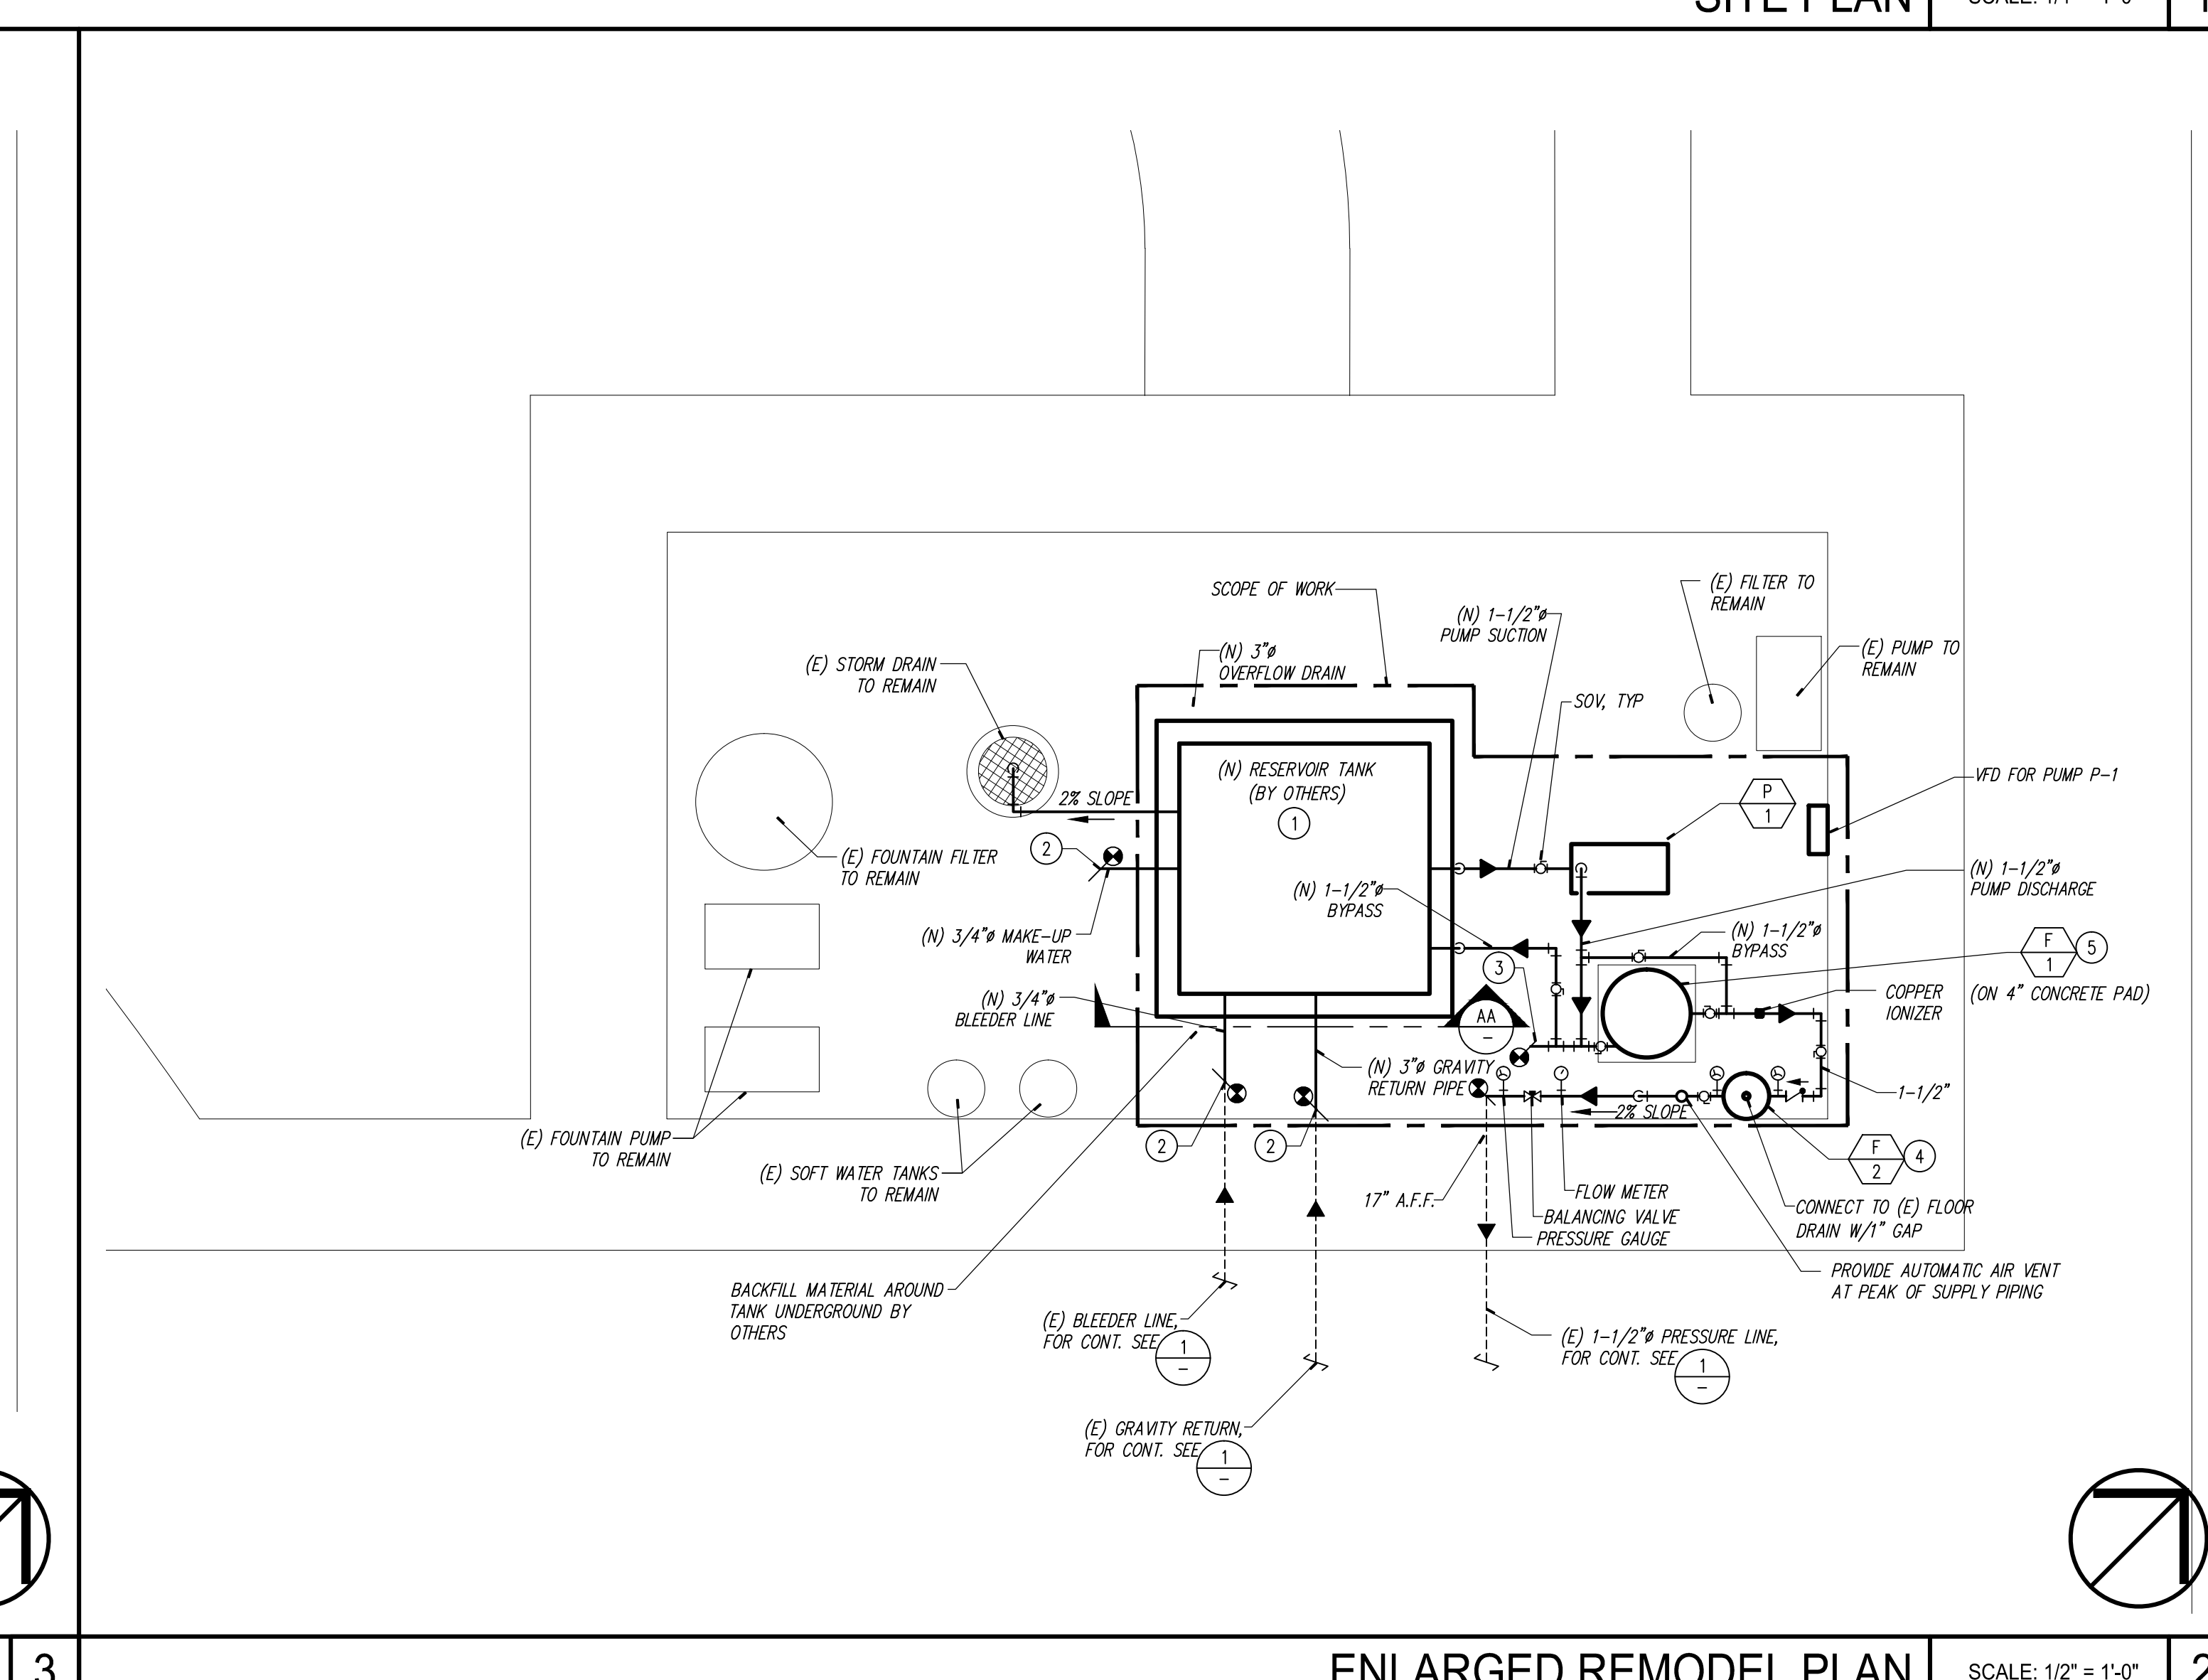 SITE PLAN
SCOPE OF WORK
(E) FILTER TO
REMAIN
(N) 1-1/2"ø
PUMP SUCTION
(N) 3"ø
OVERFLOW DRAIN
(E) PUMP TO
REMAIN
(E) STORM DRAIN
TO REMAIN
SOV, TYP
(N) RESERVOIR TANK
(BY OTHERS)
1
2% SLOPE
VFD FOR PUMP P-1
P
1
2
(E) FOUNTAIN FILTER
TO REMAIN
(N) 1-1/2"ø
BYPASS
(N) 1-1/2"ø
PUMP DISCHARGE
(N) 3/4"ø MAKE-UP
WATER
(N) 1-1/2"ø
BYPASS
F
1
5
3
(N) 3/4"ø
BLEEDER LINE
COPPER
IONIZER
(ON 4" CONCRETE PAD)
AA
-
(N) 3"ø GRAVITY
RETURN PIPE
1-1/2"
2% SLOPE
(E) FOUNTAIN PUMP
TO REMAIN
2
2
F
2
4
(E) SOFT WATER TANKS
TO REMAIN
17" A.F.F.
FLOW METER
BALANCING VALVE
PRESSURE GAUGE
CONNECT TO (E) FLOOR
DRAIN W/1" GAP
PROVIDE AUTOMATIC AIR VENT
AT PEAK OF SUPPLY PIPING
BACKFILL MATERIAL AROUND
TANK UNDERGROUND BY
OTHERS
(E) BLEEDER LINE,
FOR CONT. SEE
1
-
(E) 1-1/2"ø PRESSURE LINE,
FOR CONT. SEE
1
-
(E) GRAVITY RETURN,
FOR CONT. SEE
1
-
3
ENLARGED REMODEL PLAN
SCALE: 1/2" = 1'-0"
2